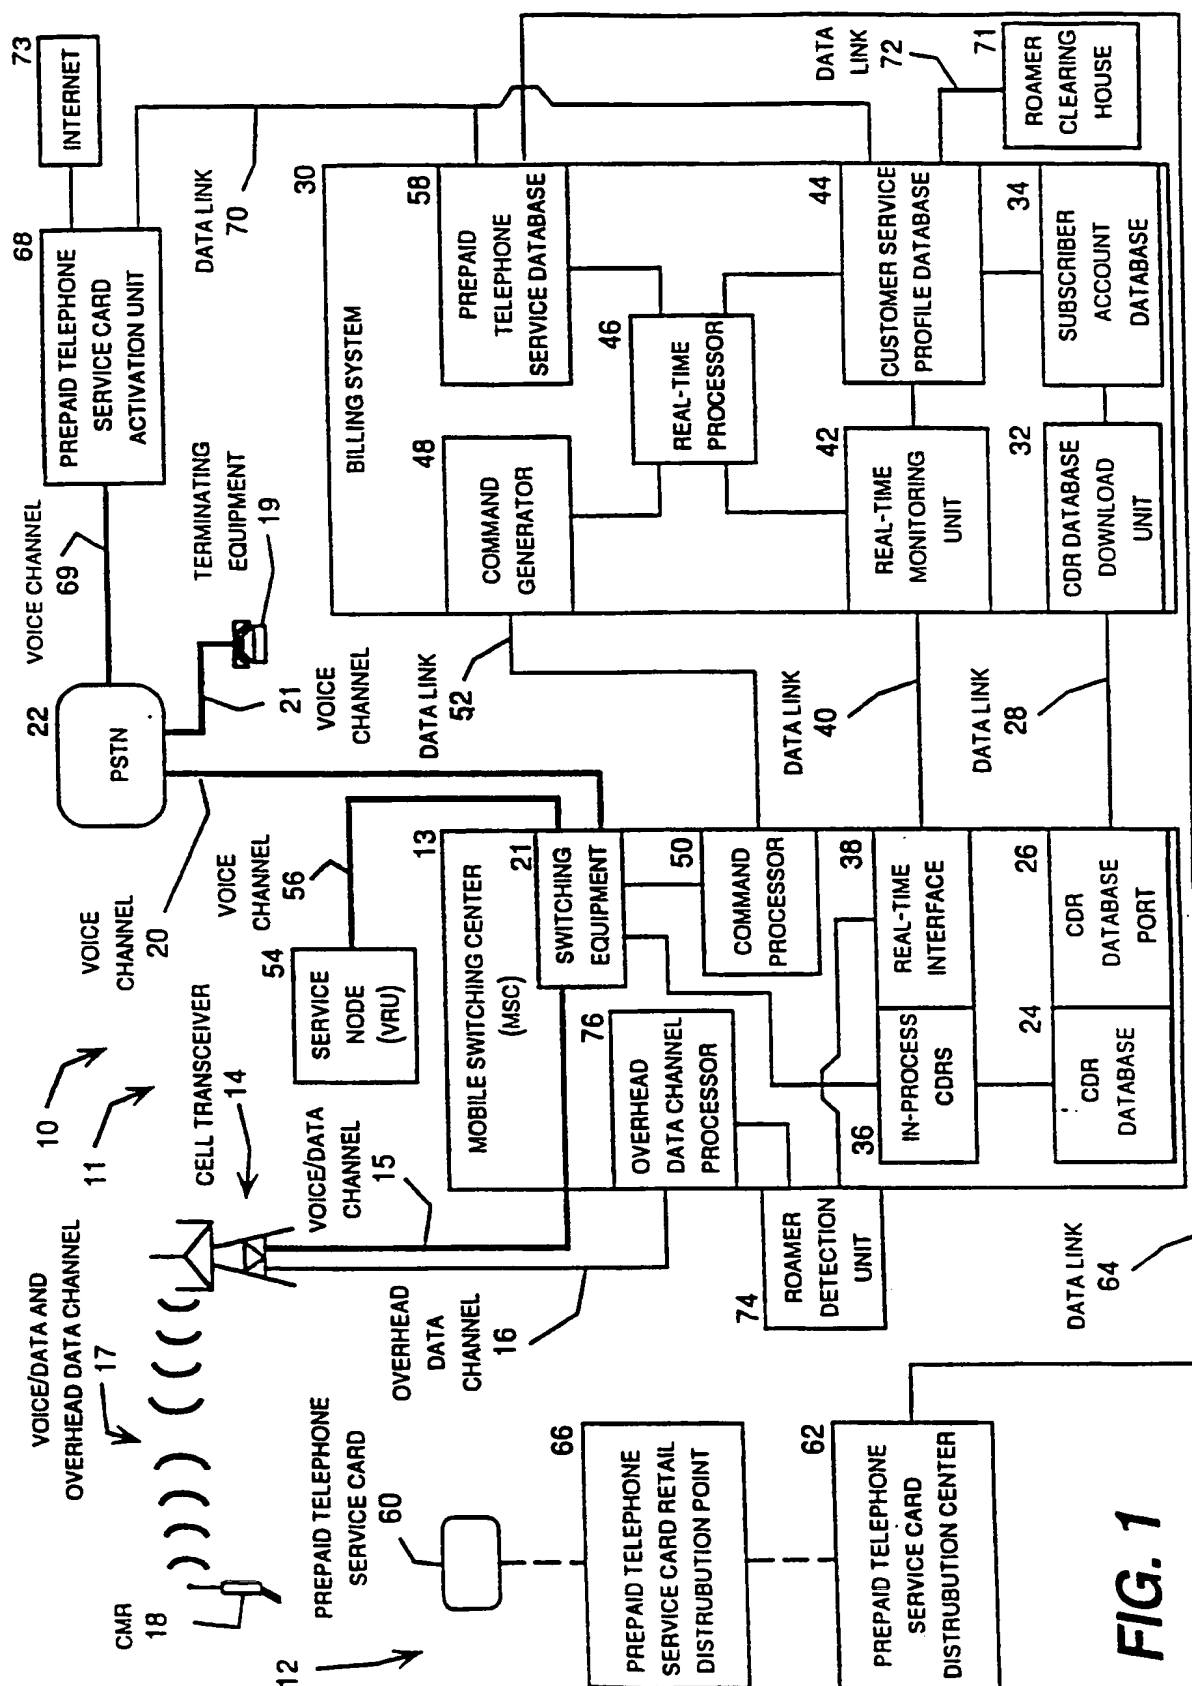 VOICE/DATA AND
OVERHEAD DATA CHANNEL
17
CMR
18
10
11
CELL TRANSCEIVER
14
VOICE/DATA
CHANNEL
15
OVERHEAD
DATA
CHANNEL
16
12
PREPAID TELEPHONE
SERVICE CARD
60
66
PREPAID TELEPHONE
SERVICE CARD RETAIL
DISTRUBUTION POINT
62
PREPAID TELEPHONE
SERVICE CARD
DISTRUBUTION CENTER
DATA LINK
64
VOICE
CHANNEL
20
VOICE
CHANNEL
56
54
SERVICE
NODE
(VRU)
13
MOBILE SWITCHING CENTER
(MSC)
21
SWITCHING
EQUIPMENT
76
OVERHEAD
DATA CHANNEL
PROCESSOR
50
COMMAND
PROCESSOR
74
ROAMER
DETECTION
UNIT
38
REAL-TIME
INTERFACE
36
IN-PROCESS
CDRS
26
CDR
DATABASE
PORT
24
CDR
DATABASE
22
PSTN
VOICE CHANNEL
69
TERMINATING
EQUIPMENT
19
21
VOICE
CHANNEL
DATA LINK
52
DATA LINK
40
DATA LINK
28
68
PREPAID TELEPHONE
SERVICE CARD
ACTIVATION UNIT
73
INTERNET
DATA LINK
70
30
BILLING SYSTEM
58
PREPAID
TELEPHONE
SERVICE DATABASE
48
COMMAND
GENERATOR
46
REAL-TIME
PROCESSOR
44
CUSTOMER SERVICE
PROFILE DATABASE
42
REAL-TIME
MONITORING
UNIT
34
SUBSCRIBER
ACCOUNT
DATABASE
32
CDR DATABASE
DOWNLOAD
UNIT
DATA
LINK
72
71
ROAMER
CLEARING
HOUSE
FIG. 1